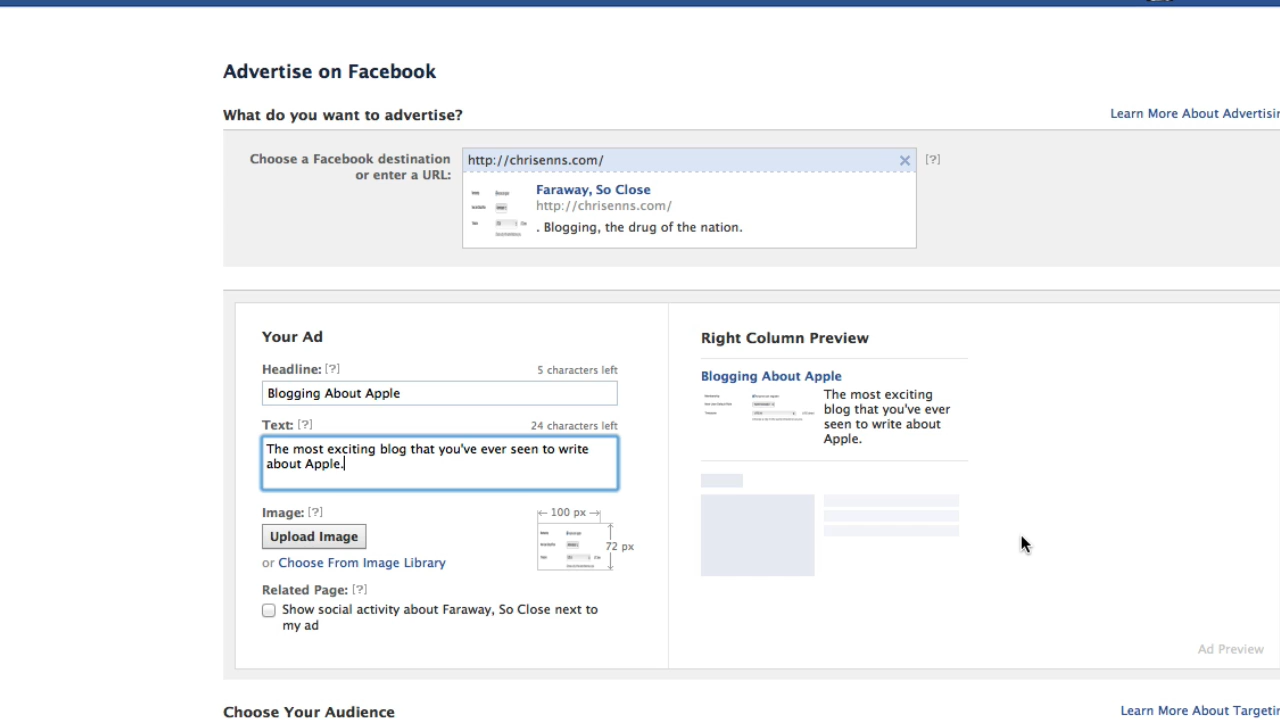 Advertise on Facebook
What do you want to advertise?
Learn More About
Choose a Facebook destination
or enter a URL:
http://chrisenns.com/
[?]
Faraway, So Close
http://chrisenns.com/
. Blogging, the drug of the nation.
Your Ad
Headline: [?]
5 characters left
Blogging About Apple
Text: [?]
24 characters left
The most exciting blog that you've ever seen to write
about Apple.
Image: [?]
Upload Image
or Choose From Image Library
100 px
72 px
Related Page: [?]
Show social activity about Faraway, So Close next to
my ad
Right Column Preview
Blogging About Apple
The most exciting
blog that you've ever
seen to write about
Apple.
Ad Preview
Choose Your Audience
Learn More About